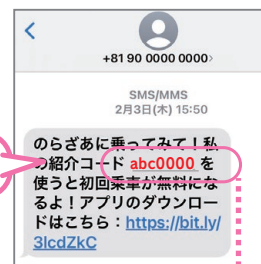 +81 90 0000 0000>
SMS/MMS
2月3日(木) 15:50
のらざあに乗ってみて！私
の紹介コード abc0000 を
使うと初回乗車が無料にな
るよ！アプリのダウンロー
ドはこちら：https://bit.ly/
3lcdZkC